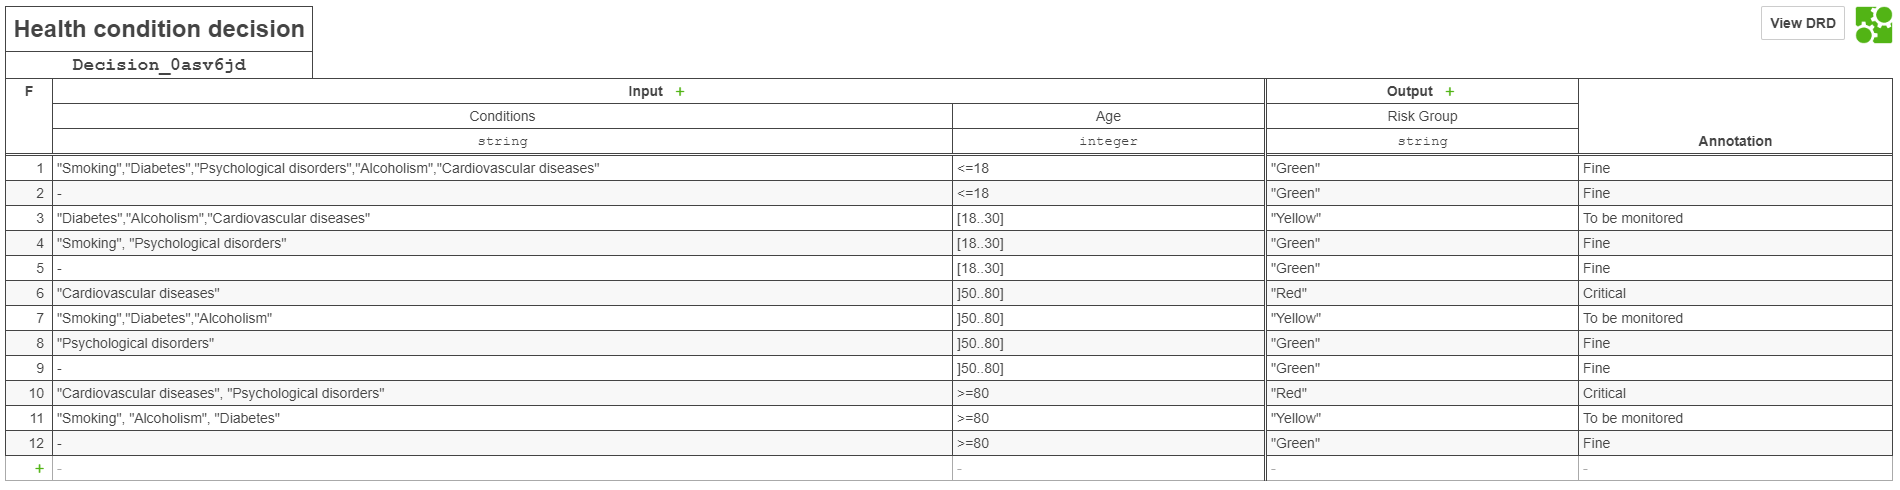 Health condition decision
View DRD
Decision_0asv6jd
F Input + Output +
Conditions Age Risk Group
string integer string Annotation
1 "Smoking","Diabetes","Psychological disorders","Alcoholism","Cardiovascular diseases" <=18 "Green" Fine
2 - <=18 "Green" Fine
3 "Diabetes","Alcoholism","Cardiovascular diseases" [18..30] "Yellow" To be monitored
4 "Smoking", "Psychological disorders" [18..30] "Green" Fine
5 - [18..30] "Green" Fine
6 "Cardiovascular diseases" ]50..80] "Red" Critical
7 "Smoking","Diabetes","Alcoholism" ]50..80] "Yellow" To be monitored
8 "Psychological disorders" ]50..80] "Green" Fine
9 - ]50..80] "Green" Fine
10 "Cardiovascular diseases", "Psychological disorders" >=80 "Red" Critical
11 "Smoking", "Alcoholism", "Diabetes" >=80 "Yellow" To be monitored
12 - >=80 "Green" Fine
+ - - - -